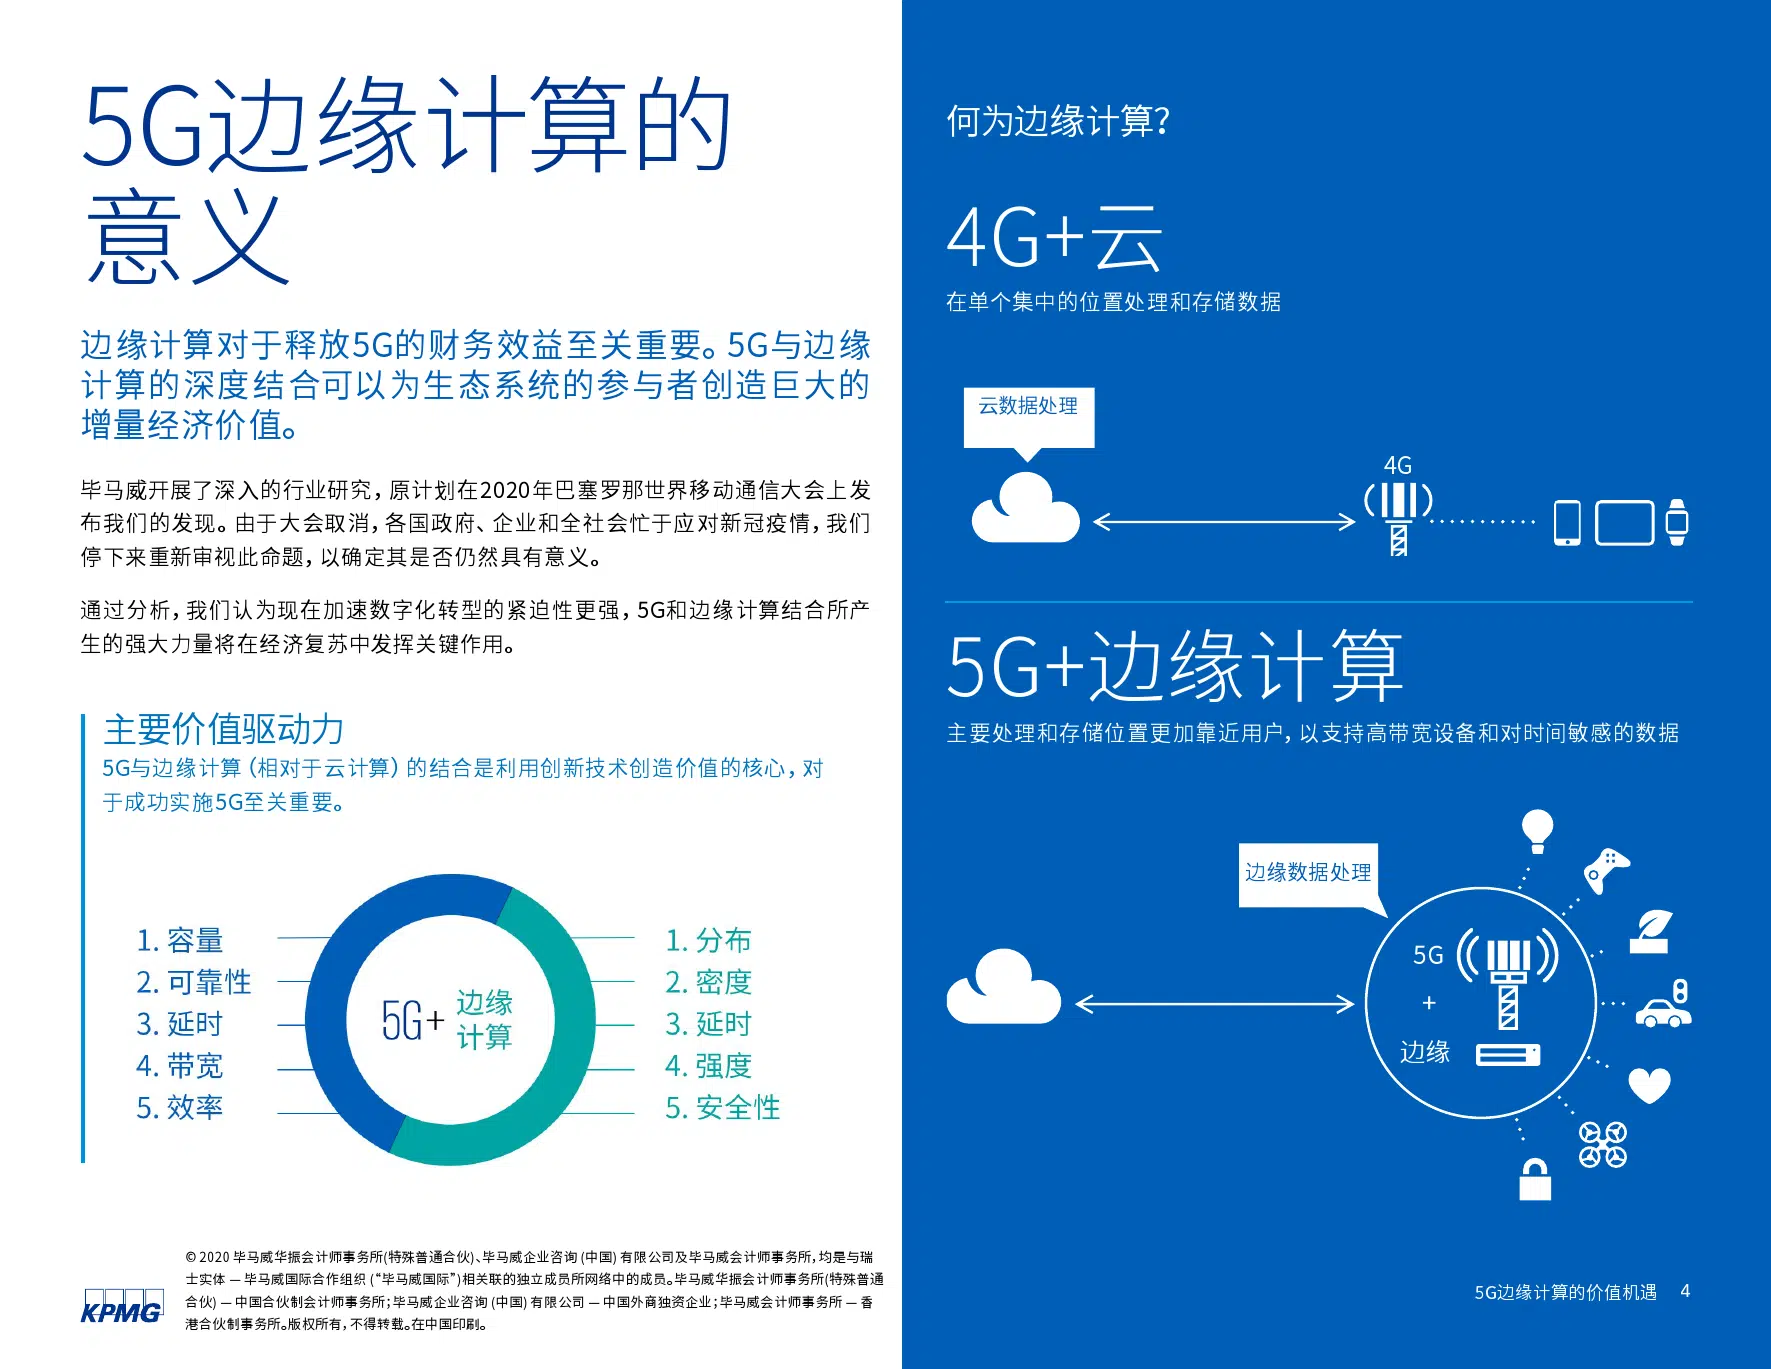 5G边缘计算的
意义
边缘计算对于释放5G的财务效益至关重要。5G与边缘
计算的深度结合可以为生态系统的参与者创造巨大的
增量经济价值。
毕马威开展了深入的行业研究，原计划在2020年巴塞罗那世界移动通信大会上发
布我们的发现。由于大会取消，各国政府、企业和全社会忙于应对新冠疫情，我们
停下来重新审视此命题，以确定其是否仍然具有意义。
通过分析，我们认为现在加速数字化转型的紧迫性更强，5G和边缘计算结合所产
生的强大力量将在经济复苏中发挥关键作用。
主要价值驱动力
5G与边缘计算（相对于云计算）的结合是利用创新技术创造价值的核心，对
于成功实施5G至关重要。
1. 容量
2. 可靠性
3. 延时
4. 带宽
5. 效率
5G+ 边缘
计算
1. 分布
2. 密度
3. 延时
4. 强度
5. 安全性
KPMG
© 2020 毕马威华振会计师事务所(特殊普通合伙)、毕马威企业咨询 (中国) 有限公司及毕马威会计师事务所，均是与瑞
士实体 — 毕马威国际合作组织 (“毕马威国际”)相关联的独立成员所网络中的成员。毕马威华振会计师事务所(特殊普通
合伙) — 中国合伙制会计师事务所；毕马威企业咨询 (中国) 有限公司 — 中国外商独资企业；毕马威会计师事务所 — 香
港合伙制事务所。版权所有，不得转载。在中国印刷。
何为边缘计算？
4G+云
在单个集中的位置处理和存储数据
云数据处理
4G
5G+边缘计算
主要处理和存储位置更加靠近用户，以支持高带宽设备和对时间敏感的数据
边缘数据处理
5G
+
边缘
5G边缘计算的价值机遇 4